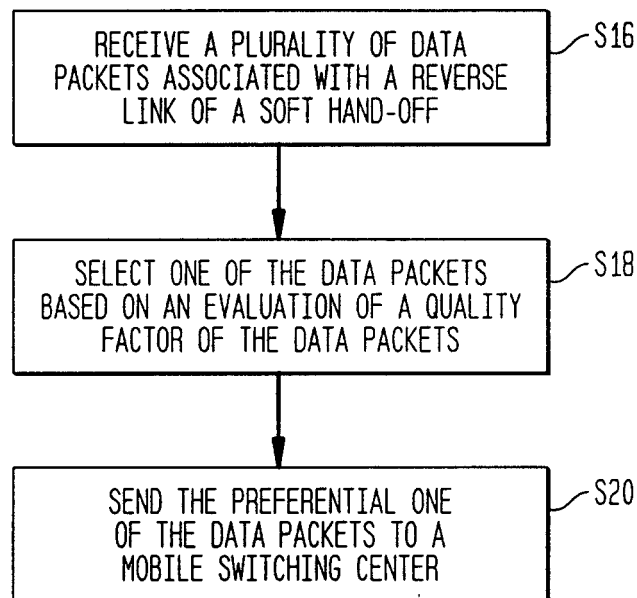 RECEIVE A PLURALITY OF DATA
PACKETS ASSOCIATED WITH A REVERSE
LINK OF A SOFT HAND-OFF
S16
SELECT ONE OF THE DATA PACKETS
BASED ON AN EVALUATION OF A QUALITY
FACTOR OF THE DATA PACKETS
S18
SEND THE PREFERENTIAL ONE
OF THE DATA PACKETS TO A
MOBILE SWITCHING CENTER
S20